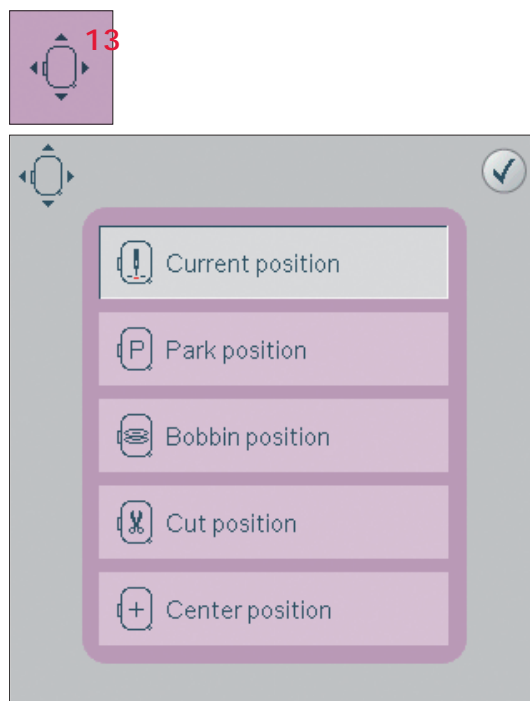 13
Current position
P Park position
Bobbin position
Cut position
Center position